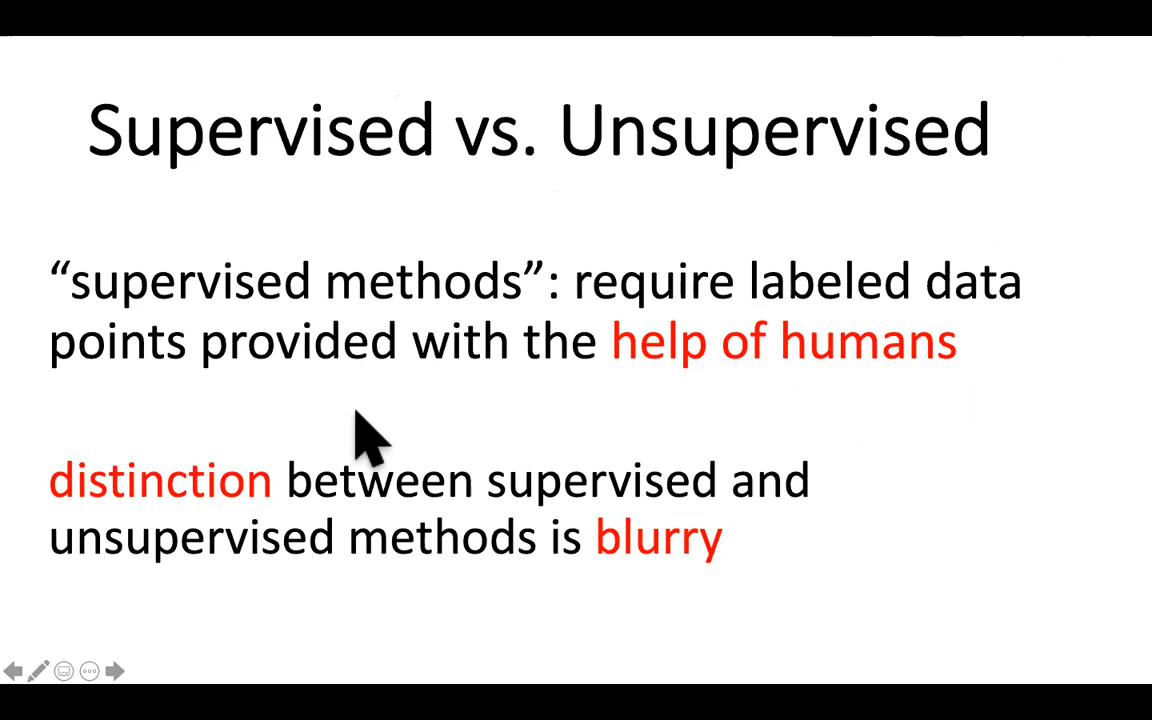 Supervised vs. Unsupervised
“supervised methods”: require labeled data
points provided with the help of humans
distinction between supervised and
unsupervised methods is blurry